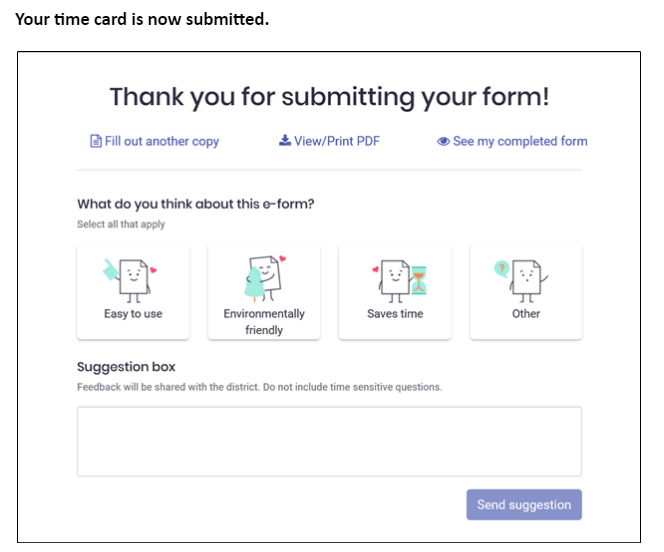 Your time card is now submitted.
Thank you for submitting your form!
Fill out another copy View/Print PDF See my completed form
What do you think about this e-form?
Select all that apply
?
Easy to use Environmentally friendly Saves time Other
Suggestion box
Feedback will be shared with the district. Do not include time sensitive questions.
Send suggestion